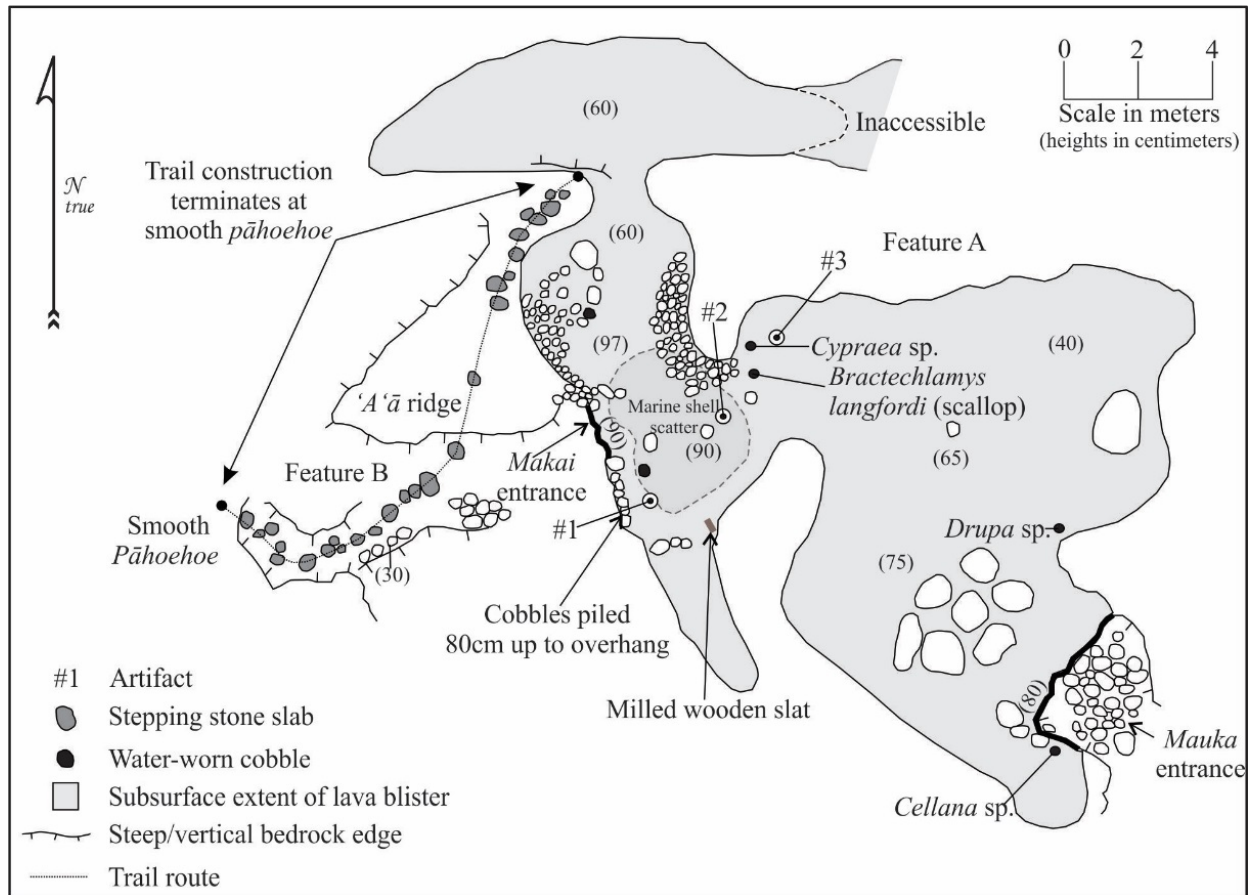 0 2 4
Scale in meters
(heights in centimeters)
N
true
(60)
Inaccessible
Trail construction
terminates at
smooth pāhoehoe
(60)
Feature A
#3
#2
(97)
Cypraea sp.
(40)
Bractechlamys
langfordi (scallop)
ʻAʻā ridge
Marine shell
scatter
(90)
(90)
(65)
Makai
entrance
Feature B
#1
Smooth
Pāhoehoe
(30)
Drupa sp.
(75)
Cobbles piled
80cm up to overhang
Milled wooden slat
(80)
Mauka
entrance
Cellana sp.
#1 Artifact
Stepping stone slab
Water-worn cobble
Subsurface extent of lava blister
Steep/vertical bedrock edge
Trail route